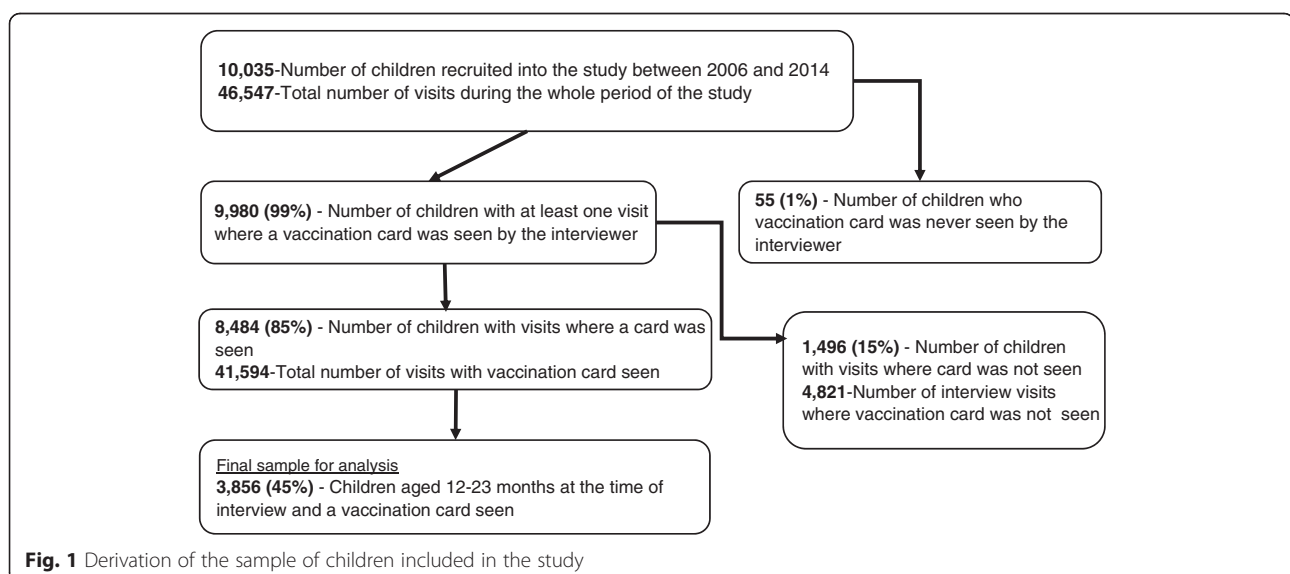 10,035-Number of children recruited into the study between 2006 and 2014
46,547-Total number of visits during the whole period of the study
9,980 (99%) - Number of children with at least one visit
where a vaccination card was seen by the interviewer
55 (1%) - Number of children who
vaccination card was never seen by the
interviewer
8,484 (85%) - Number of children with visits where a card was
seen
41,594-Total number of visits with vaccination card seen
1,496 (15%) - Number of children
with visits where card was not seen
4,821-Number of interview visits
where vaccination card was not seen
Final sample for analysis
3,856 (45%) - Children aged 12-23 months at the time of
interview and a vaccination card seen
Fig. 1 Derivation of the sample of children included in the study